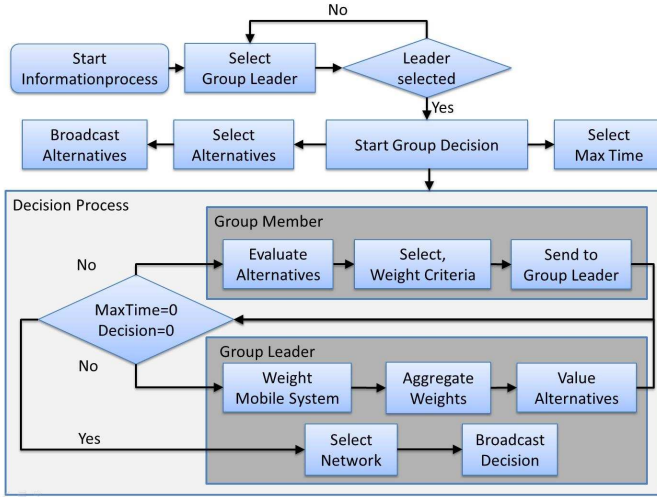 No
Start
Informationprocess
Select
Group Leader
Leader
selected
Yes
Broadcast
Alternatives
Select
Alternatives
Start Group Decision
Select
Max Time
Decision Process
Group Member
No
Evaluate
Alternatives
Select,
Weight Criteria
Send to
Group Leader
MaxTime=0
Decision=0
Group Leader
No
Weight
Mobile System
Aggregate
Weights
Value
Alternatives
Yes
Select
Network
Broadcast
Decision